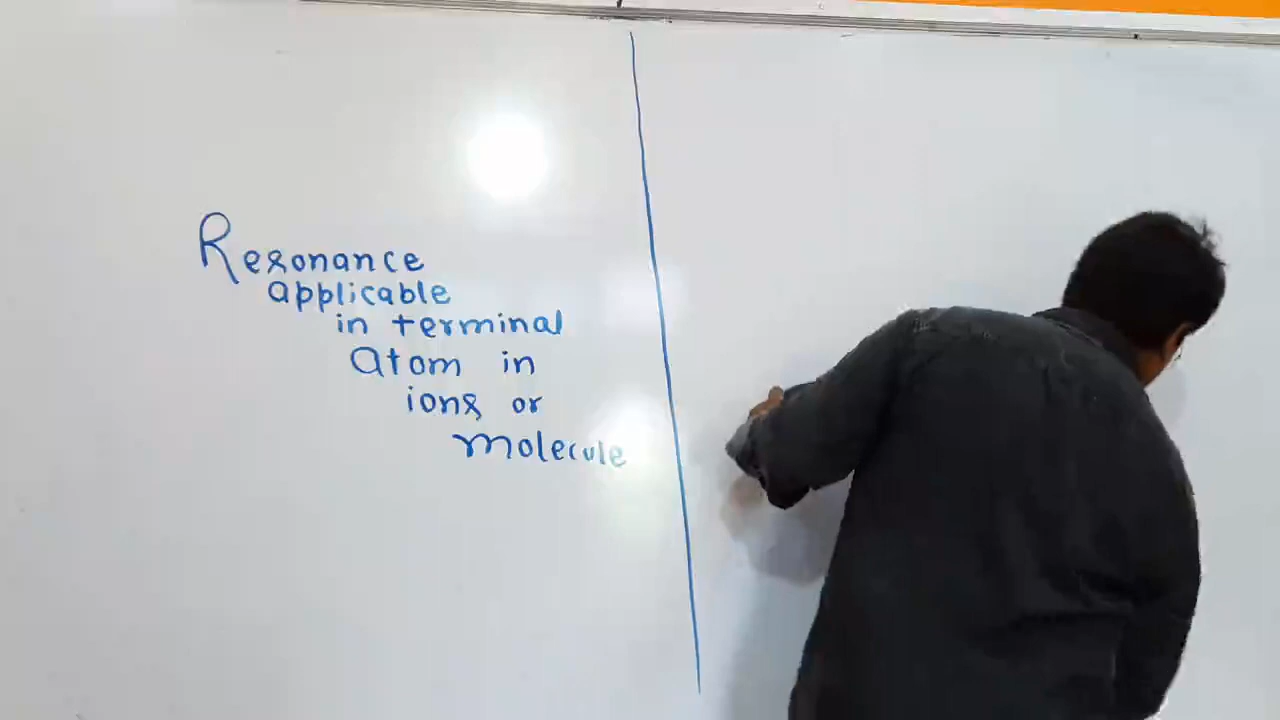 Resonance
applicable
in terminal
atom in
ions or
molecule